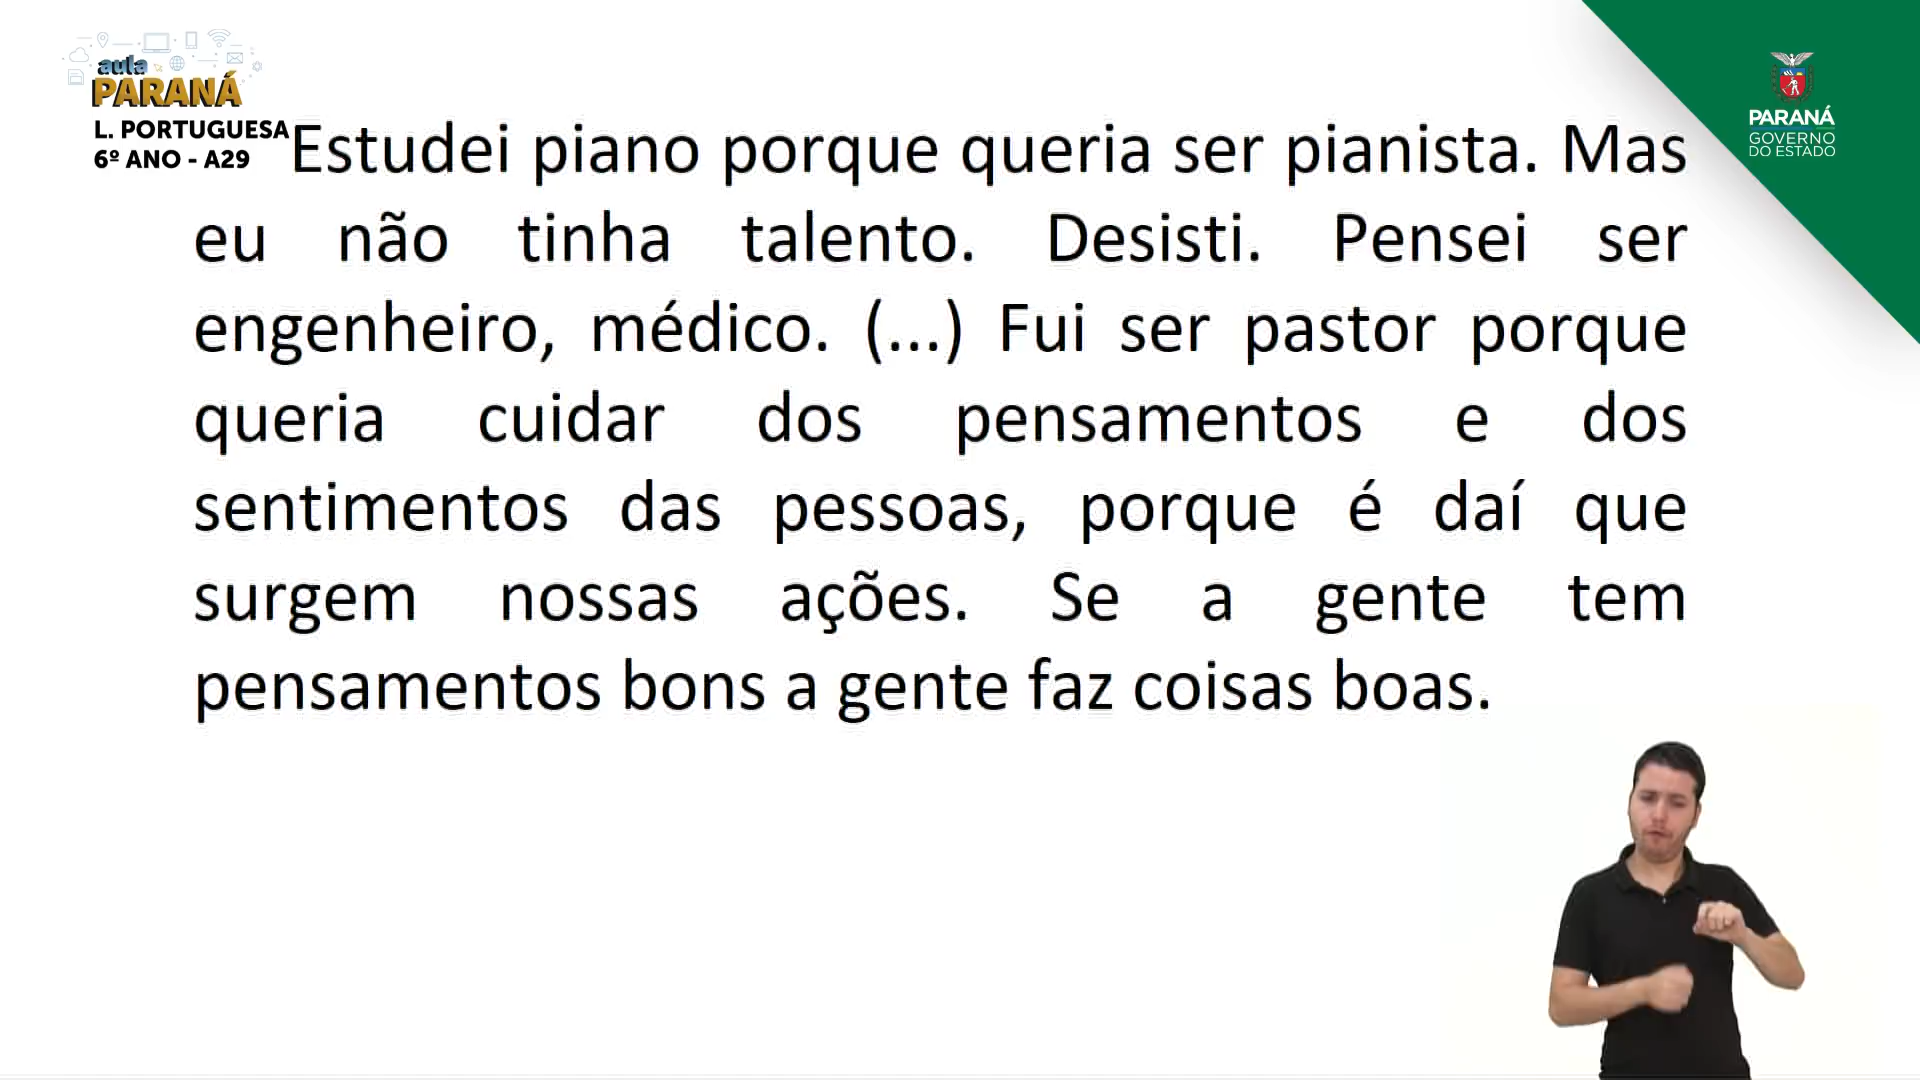 aula
PARANÁ
L. PORTUGUESA
6º ANO - A29
PARANÁ
GOVERNO
DO ESTADO
Estudei piano porque queria ser pianista. Mas
eu não tinha talento. Desisti. Pensei ser
engenheiro, médico. (...) Fui ser pastor porque
queria cuidar dos pensamentos e dos
sentimentos das pessoas, porque é daí que
surgem nossas ações. Se a gente tem
pensamentos bons a gente faz coisas boas.